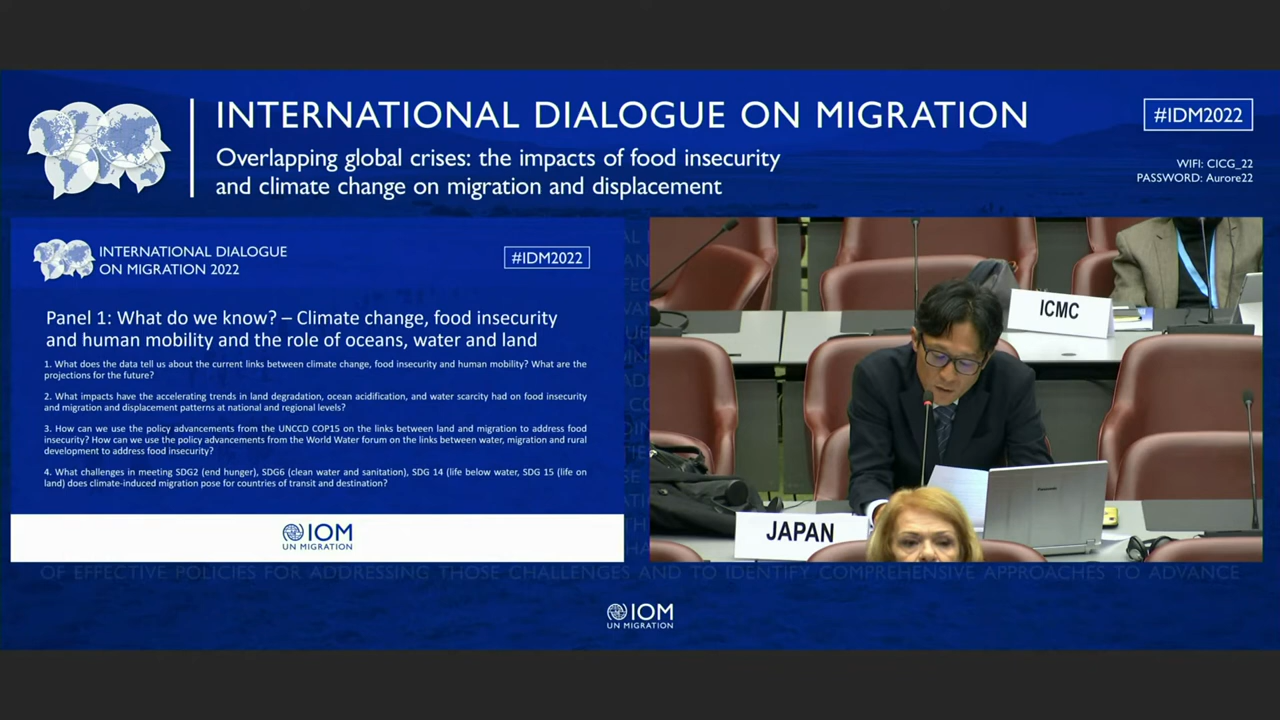 INTERNATIONAL DIALOGUE ON MIGRATION
Overlapping global crises: the impacts of food insecurity
and climate change on migration and displacement
#IDM2022
WIFI: CICG_22
PASSWORD: Aurore22
INTERNATIONAL DIALOGUE
ON MIGRATION 2022
#IDM2022
Panel 1: What do we know? – Climate change, food insecurity
and human mobility and the role of oceans, water and land
1. What does the data tell us about the current links between climate change, food insecurity and human mobility? What are the
projections for the future?
2. What impacts have the accelerating trends in land degradation, ocean acidification, and water scarcity had on food insecurity
and migration and displacement patterns at national and regional levels?
3. How can we use the policy advancements from the UNCCD COP15 on the links between land and migration to address food
insecurity? How can we use the policy advancements from the World Water forum on the links between water, migration and rural
development to address food insecurity?
4. What challenges in meeting SDG2 (end hunger), SDG6 (clean water and sanitation), SDG 14 (life below water, SDG 15 (life on
land) does climate-induced migration pose for countries of transit and destination?
IOM
UN MIGRATION
ICMC
JAPAN
Panasonic
OF EFFECTIVE POLICIES FOR ADDRESSING THOSE CHALLENGES AND TO IDENTIFY COMPREHENSIVE APPROACHES TO ADVANCE
IOM
UN MIGRATION